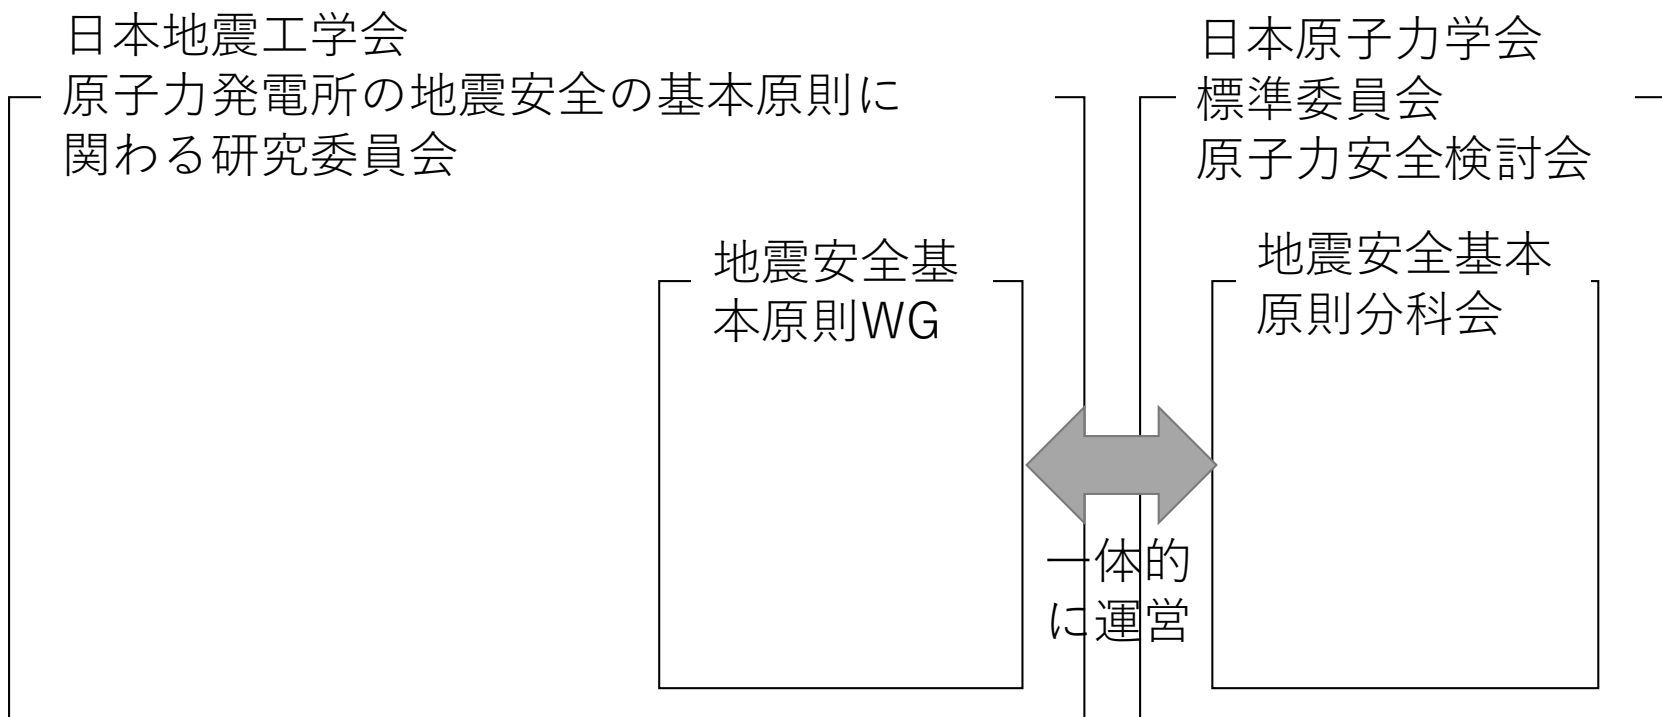 日本地震工学会
原子力発電所の地震安全の基本原則に
関わる研究委員会
日本原子力学会
標準委員会
原子力安全検討会
地震安全基
本原則WG
地震安全基本
原則分科会
一体的
に運営